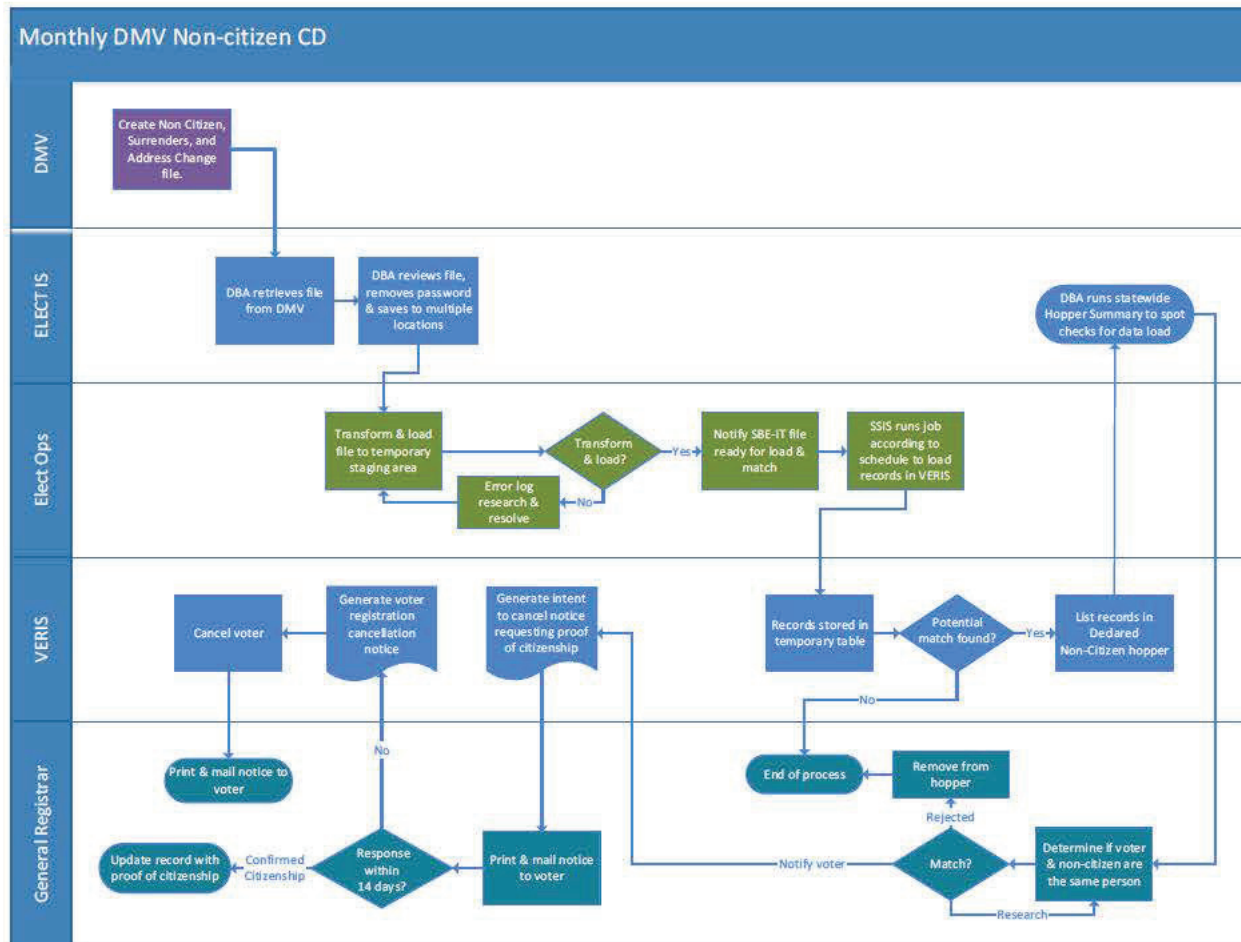 Monthly DMV Non-citizen CD
DMV
Create Non Citizen,
Surrenders, and
Address Change
file.
ELECT IS
DBA retrieves file
from DMV
DBA reviews file,
removes password
& saves to multiple
locations
DBA runs statewide
Hopper Summary to spot
checks for data load
Elect Ops
Transform & load
file to temporary
staging area
Transform
& load?
Yes
Notify SBE-IT file
ready for load &
match
SSIS runs job
according to
schedule to load
records in VERIS
Error log
research &
resolve
No
VERIS
Cancel voter
Generate voter
registration
cancellation
notice
Generate intent
to cancel notice
requesting proof
of citizenship
Records stored in
temporary table
Potential
match found?
Yes
List records in
Declared
Non-Citizen hopper
No
General Registrar
Print & mail notice to
voter
No
End of process
Remove from
hopper
Rejected
Update record with
proof of citizenship
Confirmed
Citizenship
Response
within
14 days?
Print & mail notice
to voter
Notify voter
Match?
Determine if voter
& non-citizen are
the same person
Research